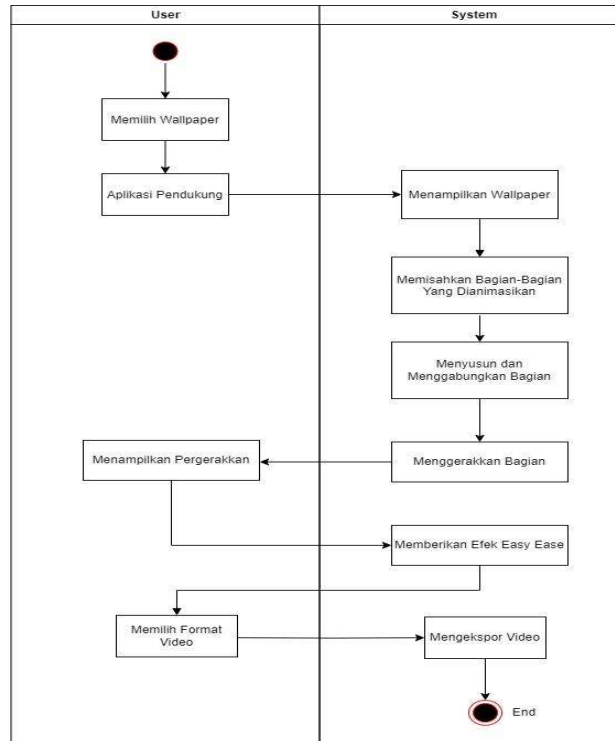 User
System
Memilih Wallpaper
Aplikasi Pendukung
Menampilkan Wallpaper
Memisahkan Bagian-Bagian
Yang Dianimasikan
Menyusun dan
Menggabungkan Bagian
Menampilkan Pergerakkan
Menggerakkan Bagian
Memberikan Efek Easy Ease
Memilih Format
Video
Mengekspor Video
End